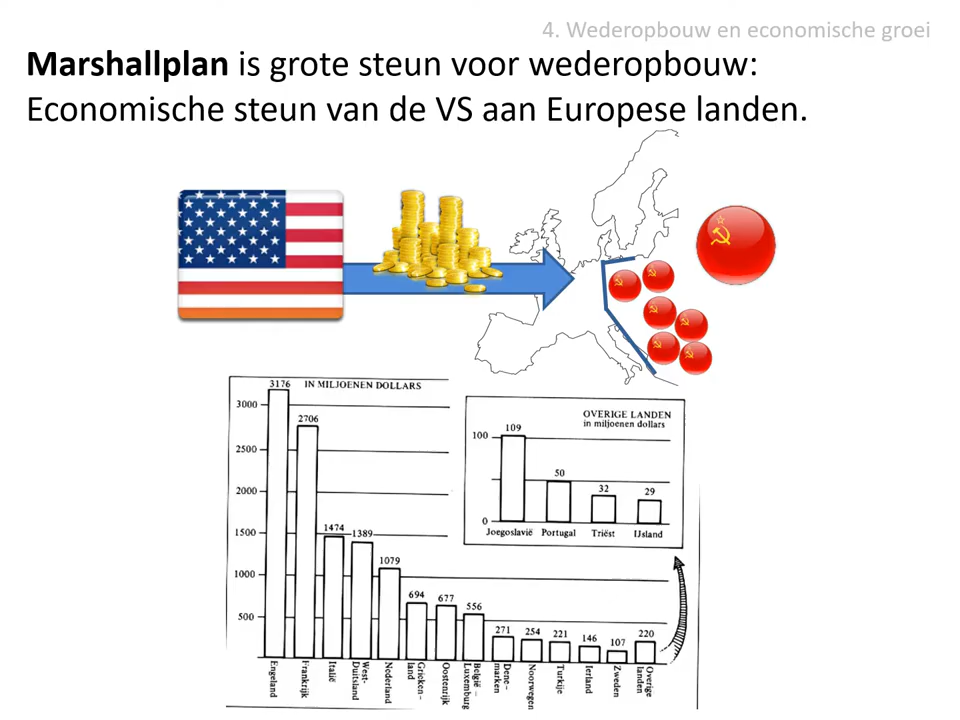 4. Wederopbouw en economische groei
Marshallplan is grote steun voor wederopbouw:
Economische steun van de VS aan Europese landen.
3176 IN MILJOENEN DOLLARS
3000
2706
2500
2000
1500
1474
1389
1079
1000
694
677
556
500
271
254
221
146
107
220
Engeland
Frankrijk
Italië
West-
Duitsland
Nederland
Grieken-
land
Oostenrijk
België -
Luxemburg
Dene-
marken
Noorwegen
Turkije
Ierland
Zweden
Overige
landen
OVERIGE LANDEN
in miljoenen dollars
100
109
50
32
29
0
Joegoslavië Portugal Triëst IJsland